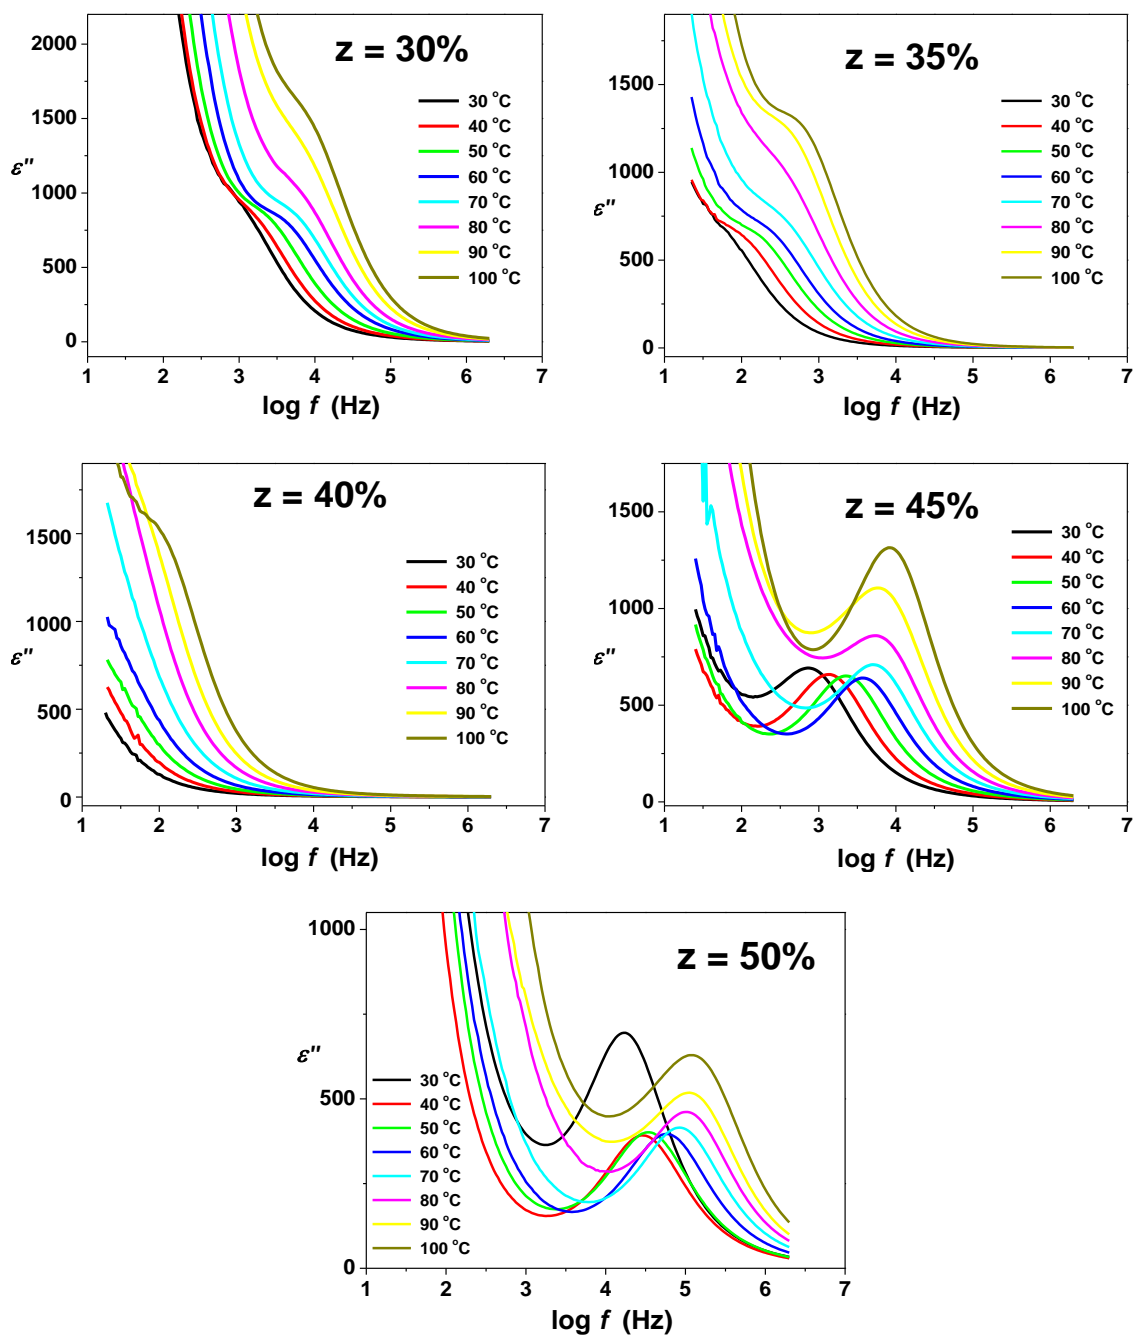 z = 30%
2000
1500
1000
500
0
ε''
30 °C
40 °C
50 °C
60 °C
70 °C
80 °C
90 °C
100 °C
1 2 3 4 5 6 7
log f (Hz)
z = 35%
1500
1000
500
0
ε''
30 °C
40 °C
50 °C
60 °C
70 °C
80 °C
90 °C
100 °C
1 2 3 4 5 6 7
log f (Hz)
z = 40%
1500
1000
500
0
ε''
30 °C
40 °C
50 °C
60 °C
70 °C
80 °C
90 °C
100 °C
1 2 3 4 5 6 7
log f (Hz)
z = 45%
1500
1000
500
0
ε''
30 °C
40 °C
50 °C
60 °C
70 °C
80 °C
90 °C
100 °C
1 2 3 4 5 6 7
log f (Hz)
z = 50%
1000
500
0
ε''
30 °C
40 °C
50 °C
60 °C
70 °C
80 °C
90 °C
100 °C
1 2 3 4 5 6 7
log f (Hz)